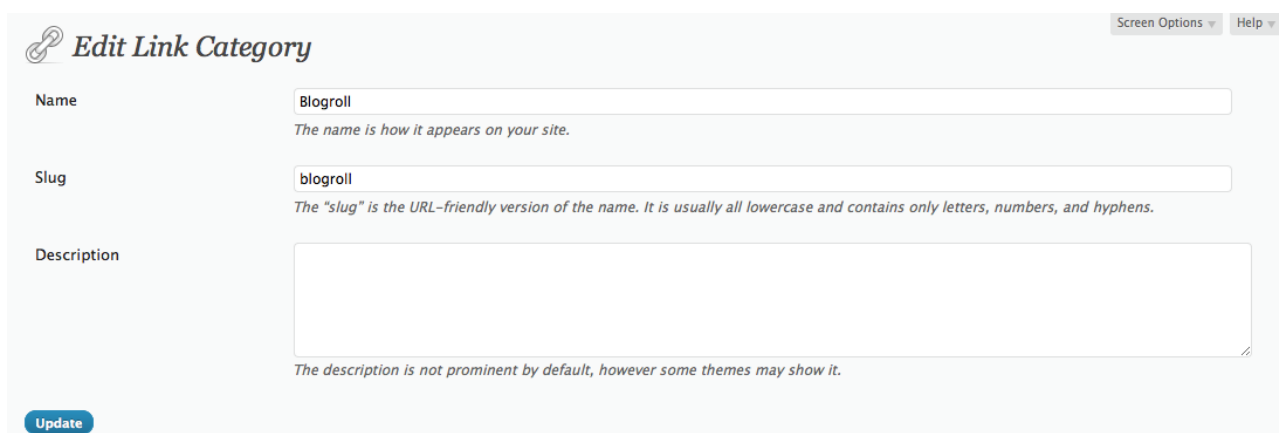 Screen Options Help
Edit Link Category
Name Blogroll
The name is how it appears on your site.
Slug blogroll
The “slug” is the URL-friendly version of the name. It is usually all lowercase and contains only letters, numbers, and hyphens.
Description
The description is not prominent by default, however some themes may show it.
Update